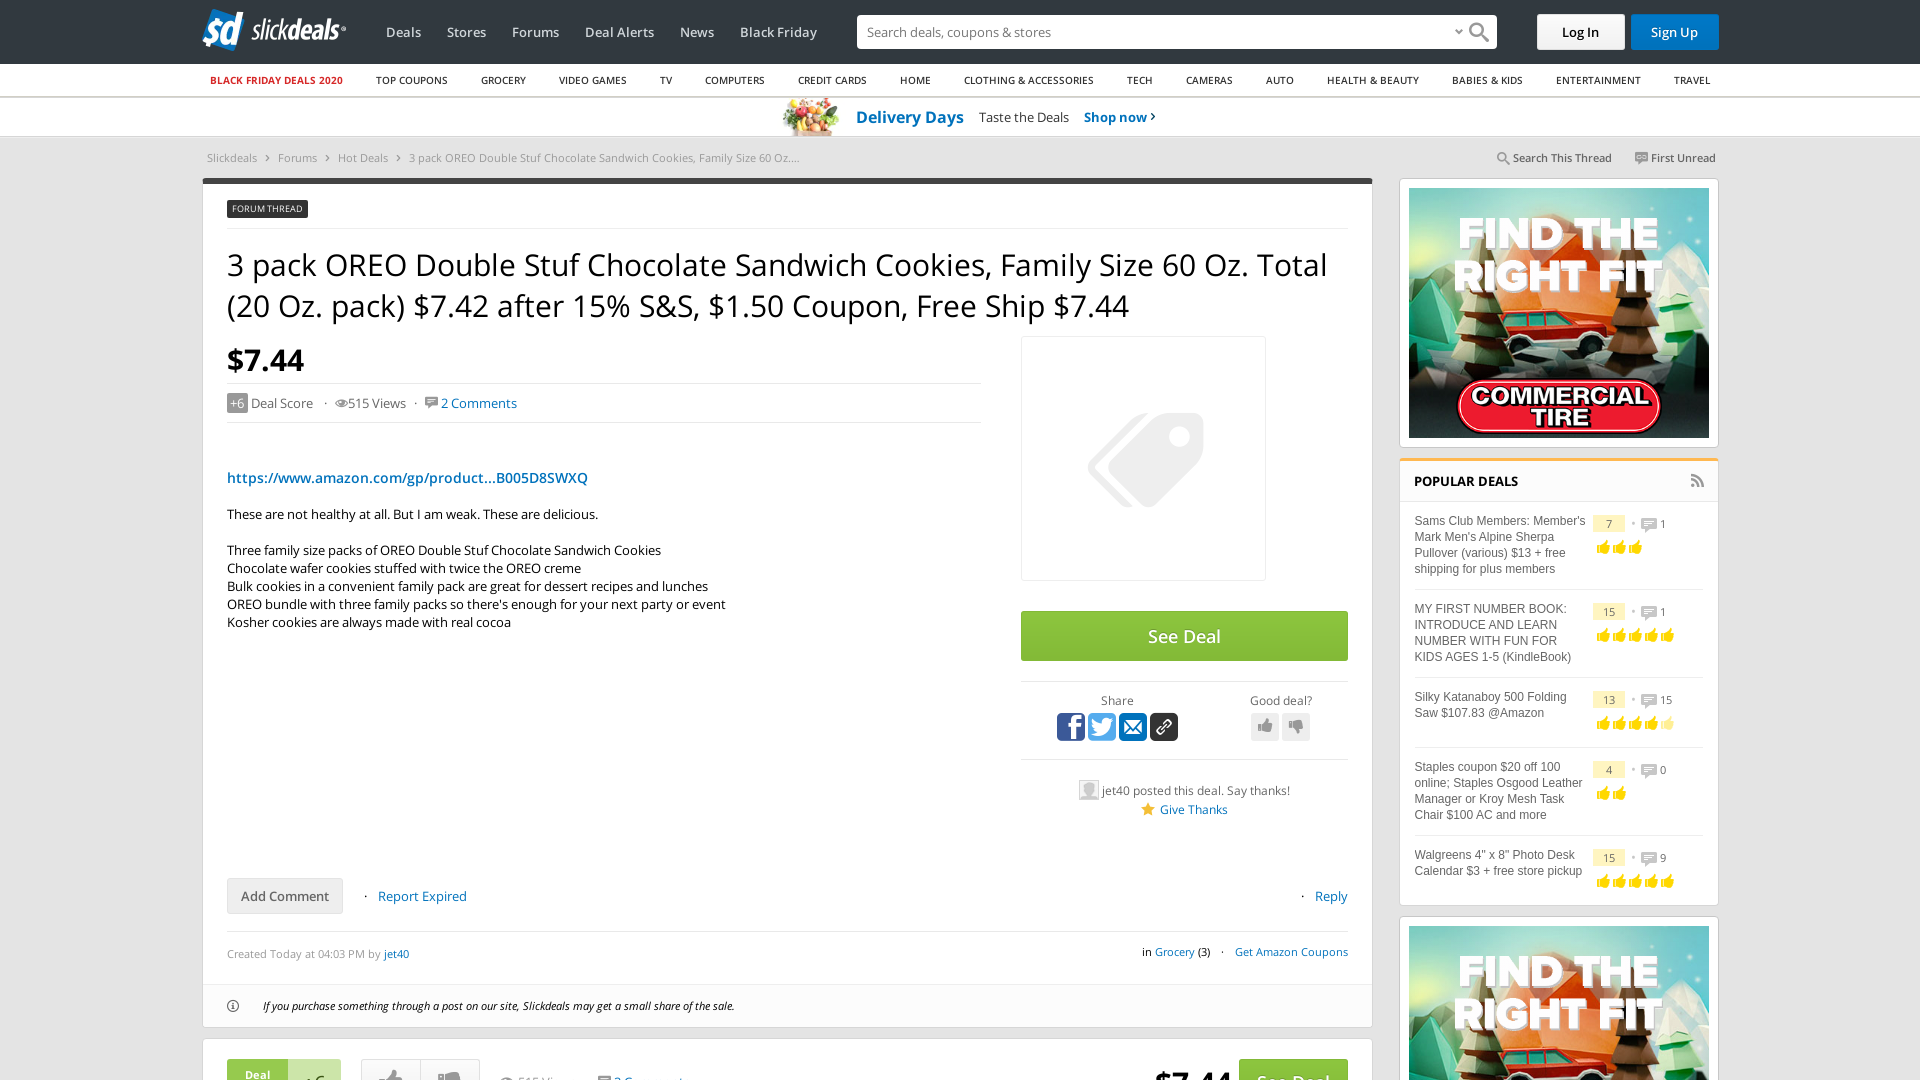 sd slickdeals
Deals Stores Forums Deal Alerts News Black Friday
Search deals, coupons & stores
Log In Sign Up
BLACK FRIDAY DEALS 2020 TOP COUPONS GROCERY VIDEO GAMES TV COMPUTERS CREDIT CARDS HOME CLOTHING & ACCESSORIES TECH CAMERAS AUTO HEALTH & BEAUTY BABIES & KIDS ENTERTAINMENT TRAVEL
Delivery Days Taste the Deals Shop now
Slickdeals > Forums > Hot Deals > 3 pack OREO Double Stuf Chocolate Sandwich Cookies, Family Size 60 Oz....
Search This Thread First Unread
FORUM THREAD
3 pack OREO Double Stuf Chocolate Sandwich Cookies, Family Size 60 Oz. Total
(20 Oz. pack) $7.42 after 15% S&S, $1.50 Coupon, Free Ship $7.44
$7.44
+6 Deal Score · 515 Views · 2 Comments
https://www.amazon.com/gp/product...B005D8SWXQ
These are not healthy at all. But I am weak. These are delicious.
Three family size packs of OREO Double Stuf Chocolate Sandwich Cookies
Chocolate wafer cookies stuffed with twice the OREO creme
Bulk cookies in a convenient family pack are great for dessert recipes and lunches
OREO bundle with three family packs so there's enough for your next party or event
Kosher cookies are always made with real cocoa
See Deal
Share
Good deal?
jet40 posted this deal. Say thanks!
Give Thanks
Add Comment · Report Expired
· Reply
Created Today at 04:03 PM by jet40
in Grocery (3) · Get Amazon Coupons
If you purchase something through a post on our site, Slickdeals may get a small share of the sale.
Deal
+6
515 Views
2 Comments
$7.44
See Deal
FIND THE
RIGHT FIT
COMMERCIAL
TIRE
POPULAR DEALS
Sams Club Members: Member's
Mark Men's Alpine Sherpa
Pullover (various) $13 + free
shipping for plus members
7 · 1
MY FIRST NUMBER BOOK:
INTRODUCE AND LEARN
NUMBER WITH FUN FOR
KIDS AGES 1-5 (KindleBook)
15 · 1
Silky Katanaboy 500 Folding
Saw $107.83 @Amazon
13 · 15
Staples coupon $20 off 100
online; Staples Osgood Leather
Manager or Kroy Mesh Task
Chair $100 AC and more
4 · 0
Walgreens 4" x 8" Photo Desk
Calendar $3 + free store pickup
15 · 9
FIND THE
RIGHT FIT